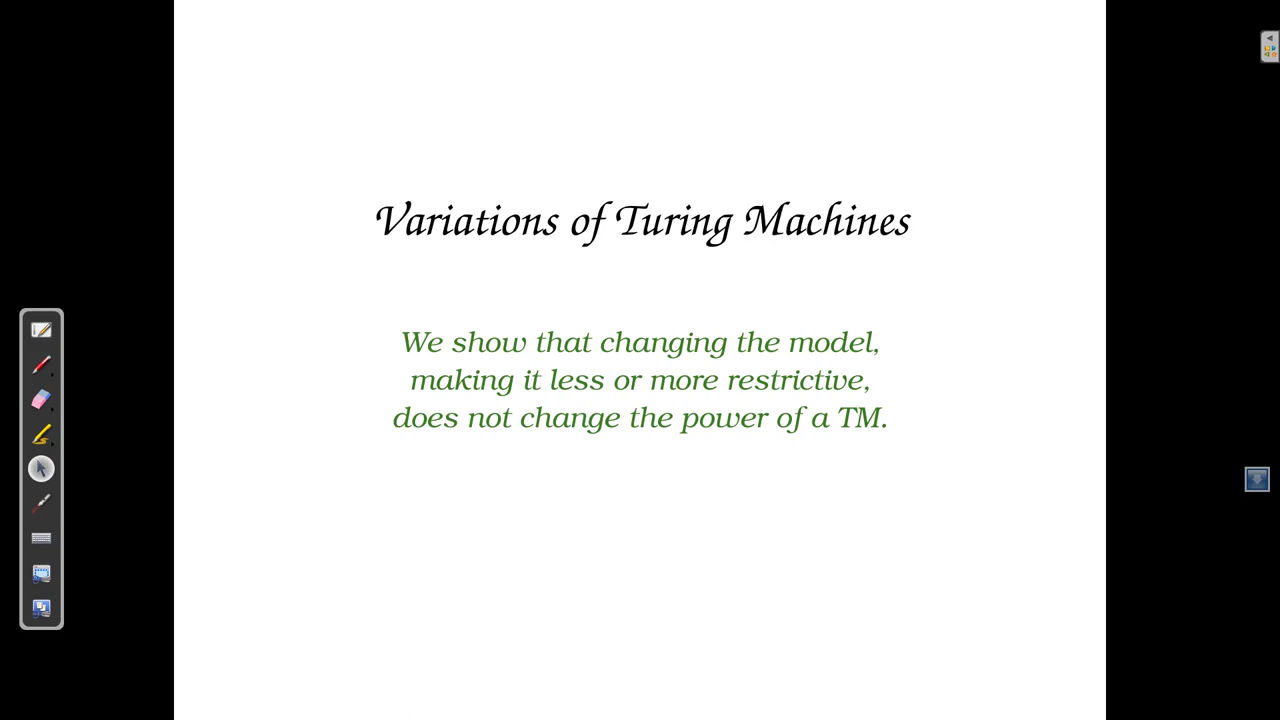 Variations of Turing Machines
We show that changing the model,
making it less or more restrictive,
does not change the power of a TM.